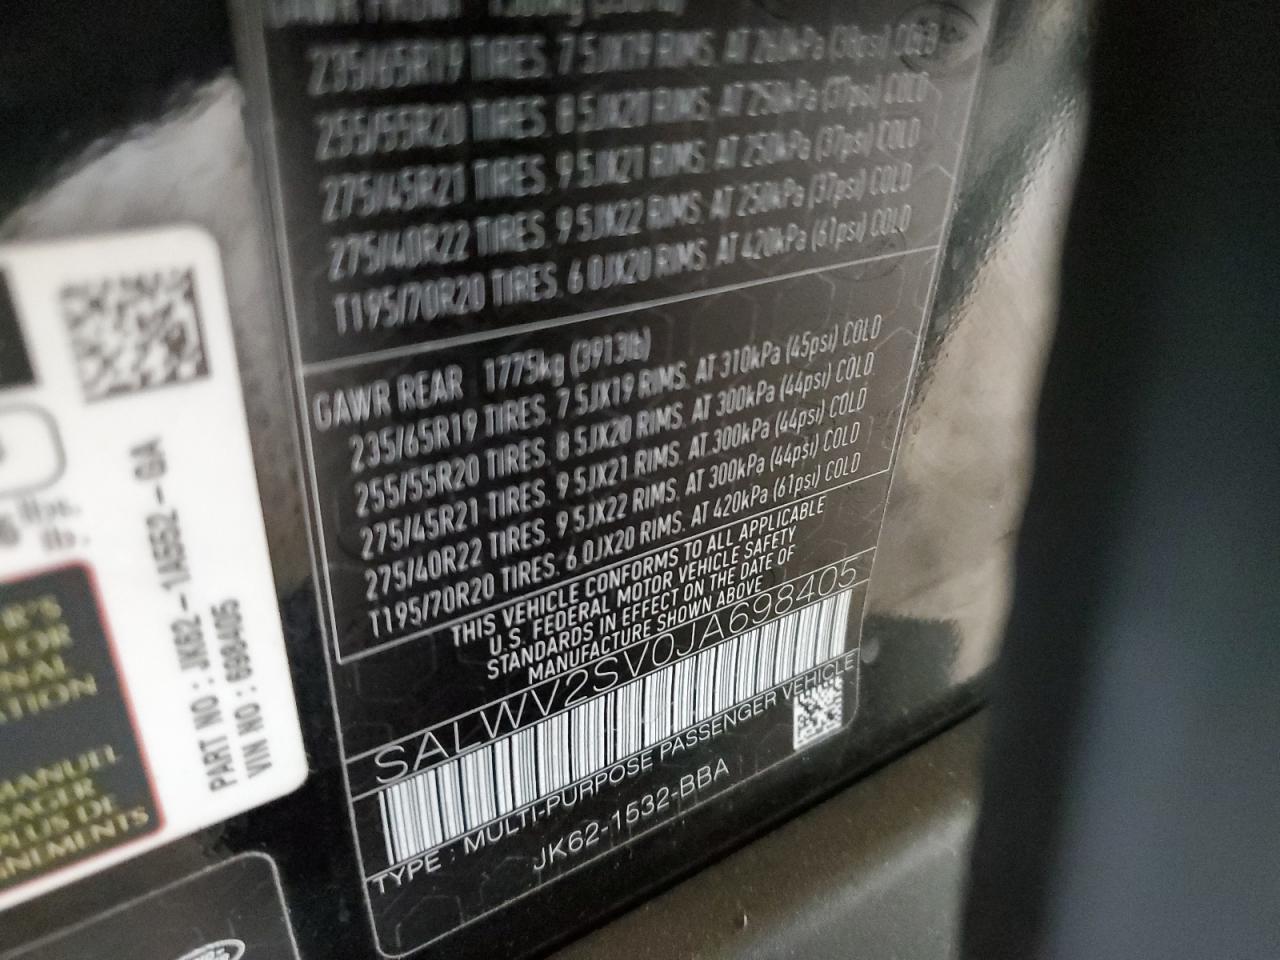 235/65R19 TIRES. 7.5JX19 RIMS. AT 260kPa (38psi) COLD
255/55R20 TIRES. 8.5JX20 RIMS. AT 250kPa (37psi) COLD
275/45R21 TIRES. 9.5JX21 RIMS. AT 250kPa (37psi) COLD
275/40R22 TIRES. 9.5JX22 RIMS. AT 250kPa (37psi) COLD
T195/70R20 TIRES. 6.0JX20 RIMS. AT 420kPa (61psi) COLD
GAWR REAR 1775kg (3913lb)
235/65R19 TIRES. 7.5JX19 RIMS. AT 310kPa (45psi) COLD
255/55R20 TIRES. 8.5JX20 RIMS. AT 300kPa (44psi) COLD
275/45R21 TIRES. 9.5JX21 RIMS. AT 300kPa (44psi) COLD
275/40R22 TIRES. 9.5JX22 RIMS. AT 300kPa (44psi) COLD
T195/70R20 TIRES. 6.0JX20 RIMS. AT 420kPa (61psi) COLD
THIS VEHICLE CONFORMS TO ALL APPLICABLE
U.S. FEDERAL MOTOR VEHICLE SAFETY
STANDARDS IN EFFECT ON THE DATE OF
MANUFACTURE SHOWN ABOVE
SALWV2SV0JA698405
TYPE : MULTI-PURPOSE PASSENGER VEHICLE
JK62-1532-BBA
PART NO : JK62-1A552-GA
VIN NO : 698405
lbs.
lb.